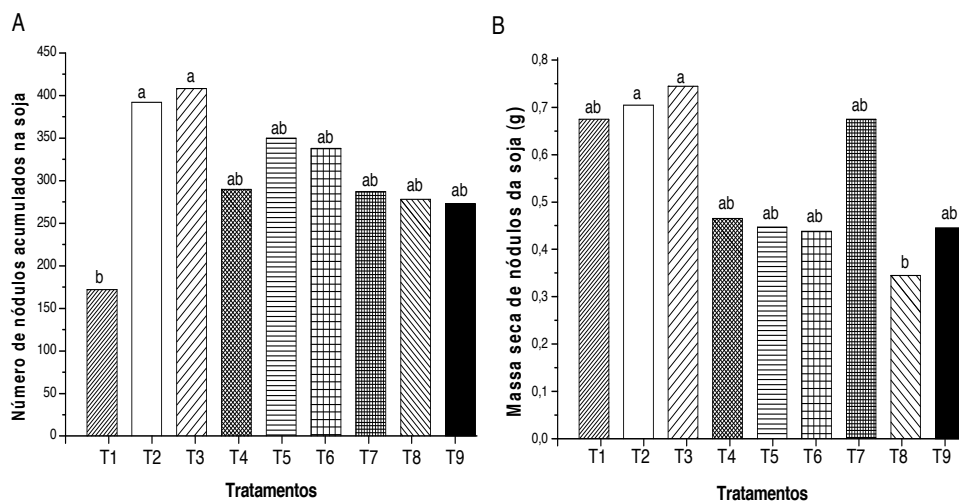 A
Número de nódulos acumulados na soja
450
400
350
300
250
200
150
100
50
0
b
a
a
ab
ab
ab
ab
ab
ab
T1 T2 T3 T4 T5 T6 T7 T8 T9
Tratamentos
B
Massa seca de nódulos da soja (g)
0,8
0,7
0,6
0,5
0,4
0,3
0,2
0,1
0,0
ab
a
a
ab
ab
ab
ab
b
ab
T1 T2 T3 T4 T5 T6 T7 T8 T9
Tratamentos